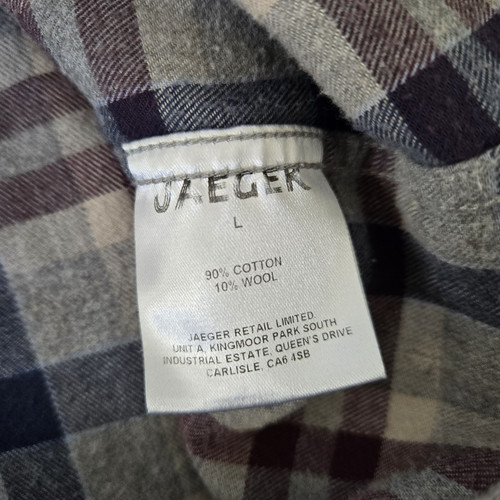 JAEGER
L
90% COTTON
10% WOOL
JAEGER RETAIL LIMITED.
UNIT A, KINGMOOR PARK SOUTH
INDUSTRIAL ESTATE, QUEEN'S DRIVE
CARLISLE, CA6 4SB